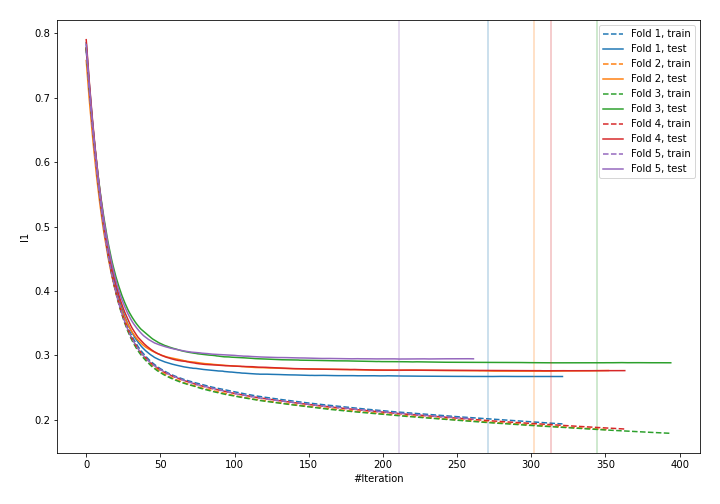 0.8
0.7
0.6
0.5
0.4
0.3
0.2
l1
0
50
100
150
200
250
300
350
400
#Iteration
Fold 1, train
Fold 1, test
Fold 2, train
Fold 2, test
Fold 3, train
Fold 3, test
Fold 4, train
Fold 4, test
Fold 5, train
Fold 5, test